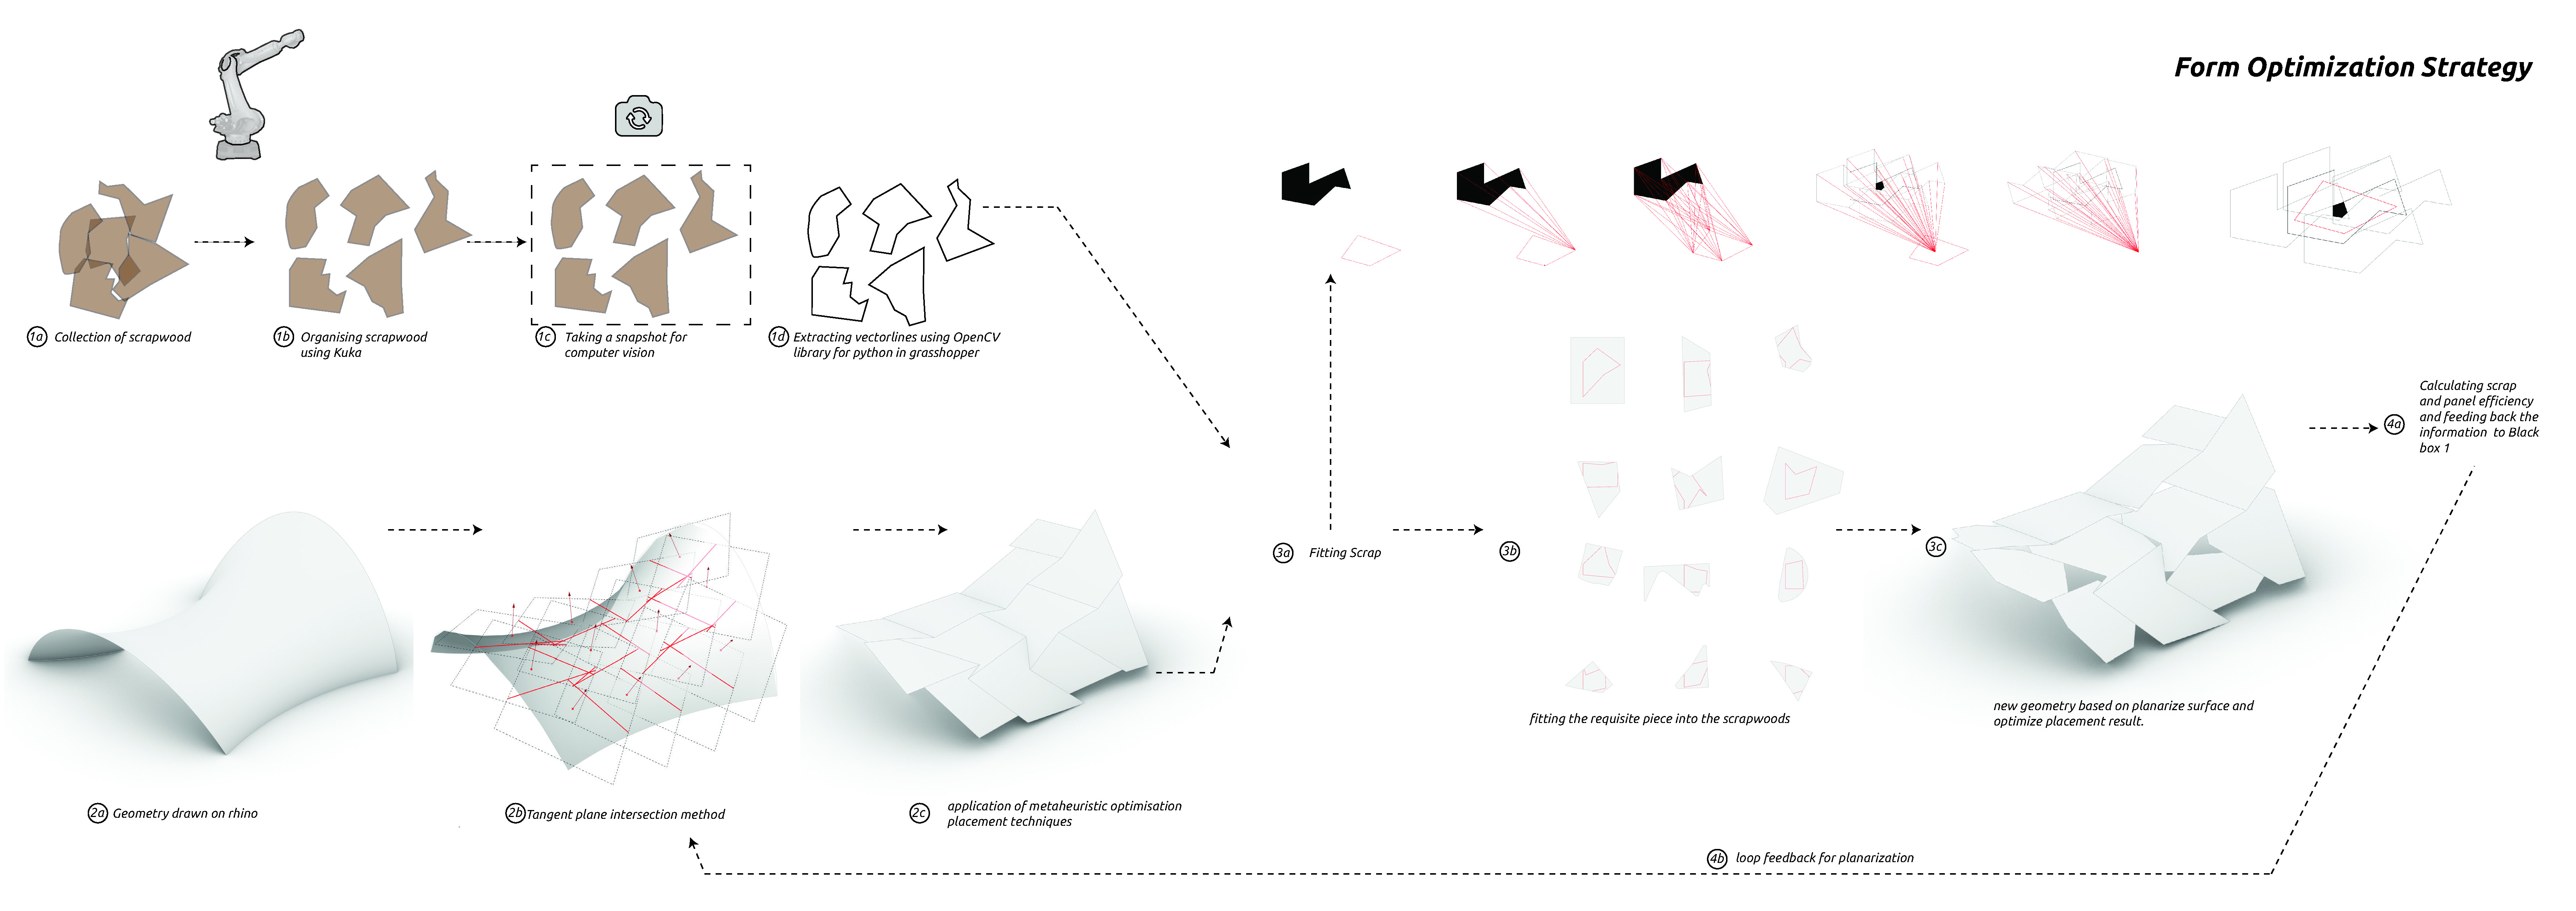 Form Optimization Strategy
1a Collection of scrapwood
1b Organising scrapwood
using Kuka
1c Taking a snapshot for
computer vision
1d Extracting vectorlines using OpenCV
library for python in grasshopper
Calculating scrap
and panel efficiency
4a and feeding back the
information to Black
box 1
3a Fitting Scrap
3b
3c
fitting the requisite piece into the scrapwoods
new geometry based on planarize surface and
optimize placement result.
2a Geometry drawn on rhino
2b Tangent plane intersection method
2c application of metaheuristic optimisation
placement techniques
4b loop feedback for planarization